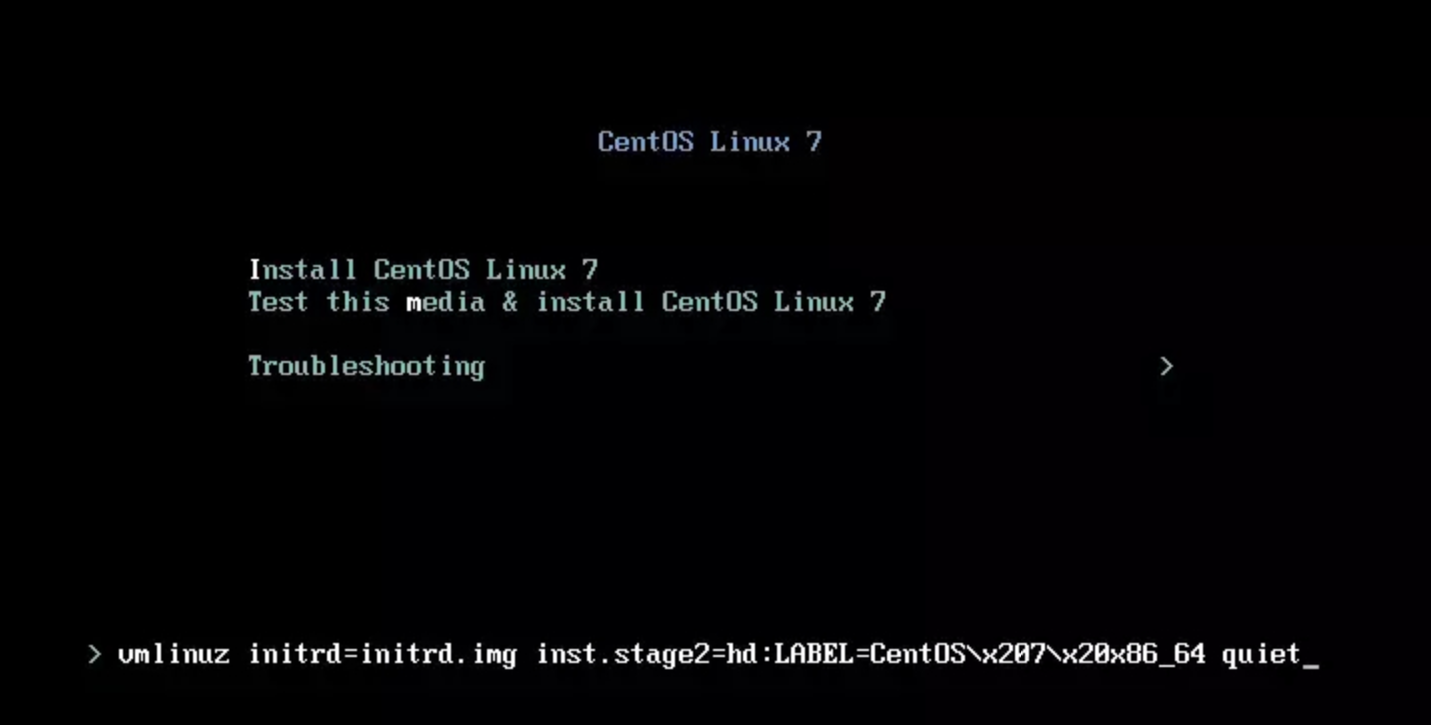 CentOS Linux 7
Install CentOS Linux 7
Test this media & install CentOS Linux 7
Troubleshooting >
> vmlinuz initrd=initrd.img inst.stage2=hd:LABEL=CentOS\x207\x20x86_64 quiet_